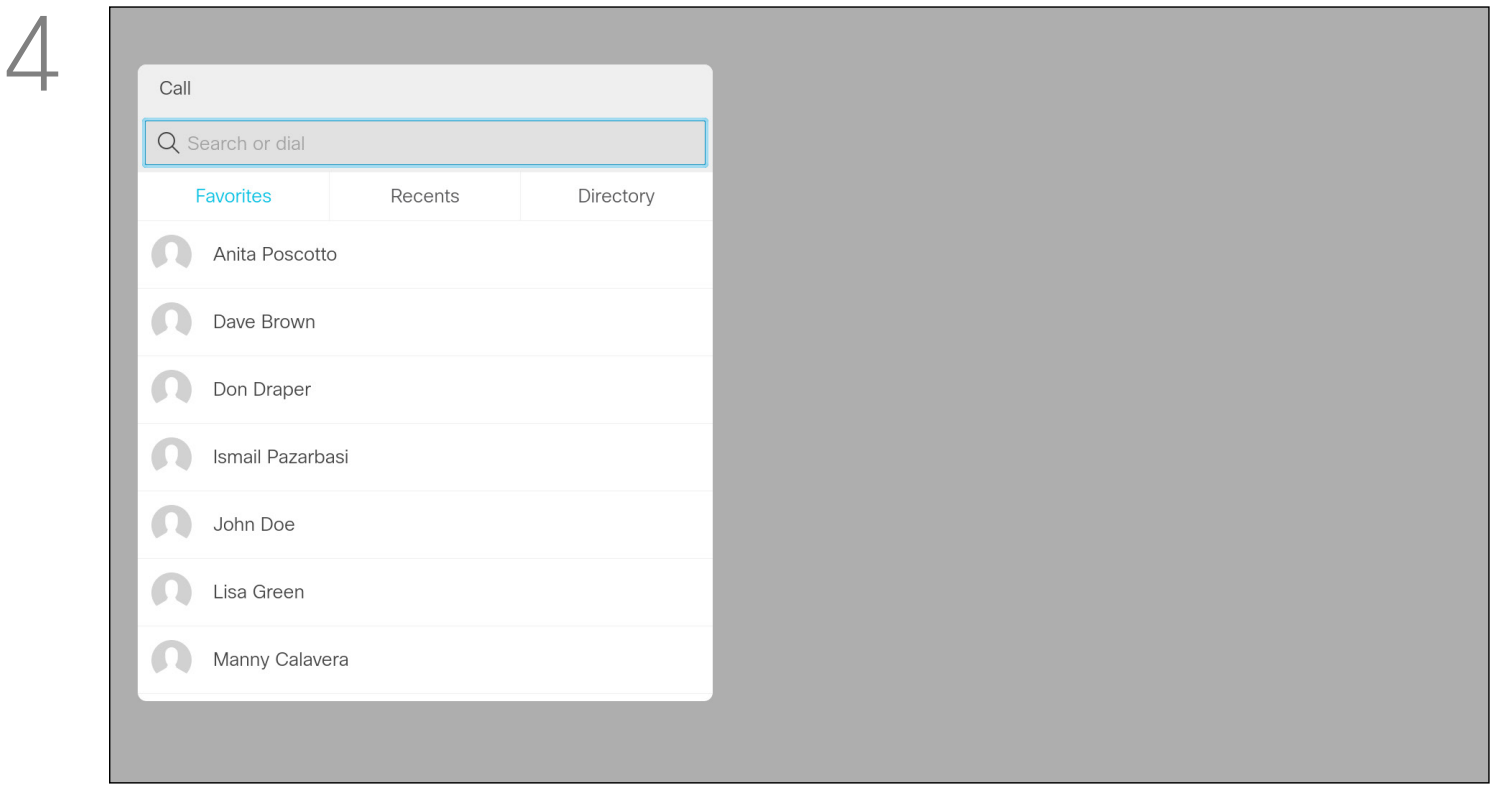 4
Call
Search or dial
Favorites Recents Directory
Anita Poscotto
Dave Brown
Don Draper
Ismail Pazarbasi
John Doe
Lisa Green
Manny Calavera